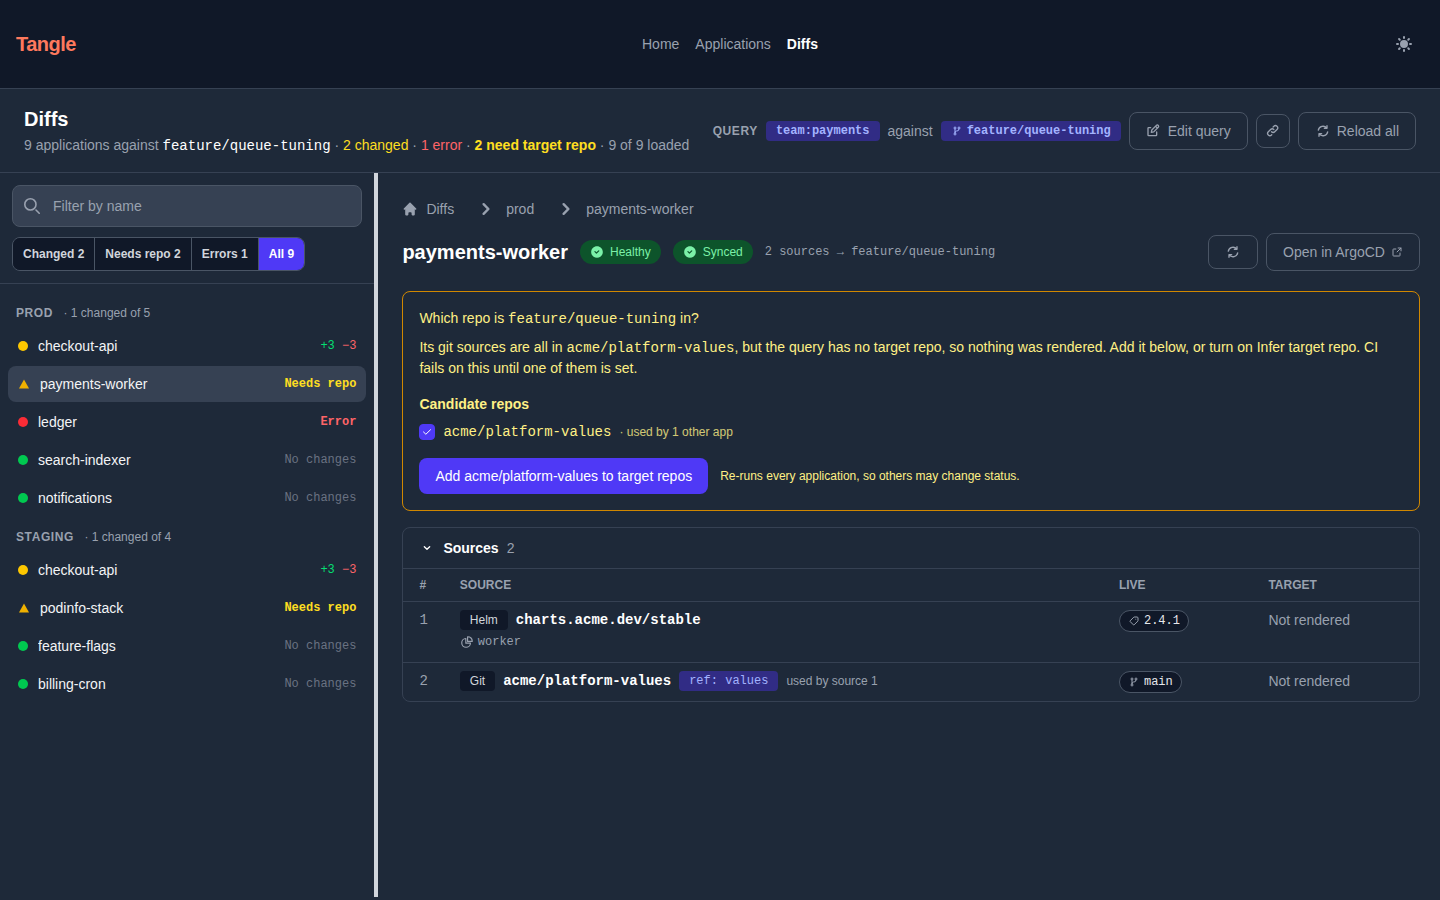 Tangle
Home Applications Diffs
Diffs
9 applications against feature/queue-tuning · 2 changed · 1 error · 2 need target repo · 9 of 9 loaded
QUERY team:payments against feature/queue-tuning Edit query Reload all
Filter by name
Changed 2 Needs repo 2 Errors 1 All 9
PROD · 1 changed of 5
checkout-api +3 −3
payments-worker Needs repo
ledger Error
search-indexer No changes
notifications No changes
STAGING · 1 changed of 4
checkout-api +3 −3
podinfo-stack Needs repo
feature-flags No changes
billing-cron No changes
Diffs prod payments-worker
payments-worker Healthy Synced 2 sources → feature/queue-tuning Open in ArgoCD
Which repo is feature/queue-tuning in?
Its git sources are all in acme/platform-values, but the query has no target repo, so nothing was rendered. Add it below, or turn on Infer target repo. CI
fails on this until one of them is set.
Candidate repos
acme/platform-values · used by 1 other app
Add acme/platform-values to target repos Re-runs every application, so others may change status.
Sources 2
# SOURCE LIVE TARGET
1 Helm charts.acme.dev/stable 2.4.1 Not rendered
worker
2 Git acme/platform-values ref: values used by source 1 main Not rendered